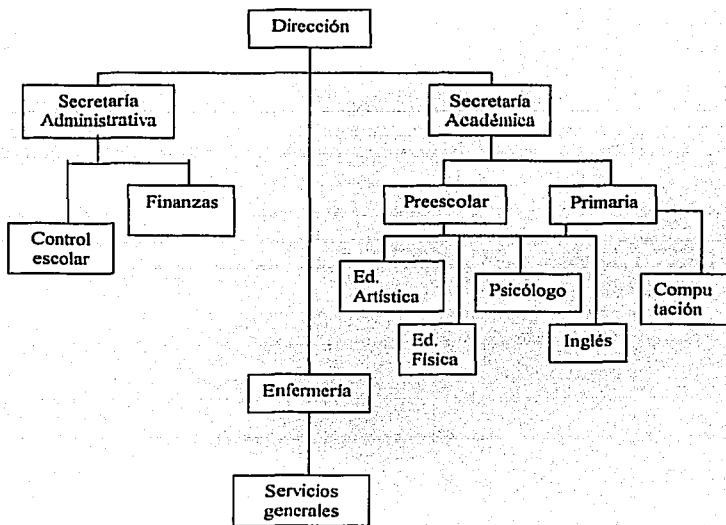 Dirección
Secretaría
Administrativa
Secretaría
Académica
Finanzas
Control
escolar
Preescolar
Primaria
Ed.
Artística
Psicólogo
Compu
tación
Ed.
Física
Inglés
Enfermería
Servicios
generales